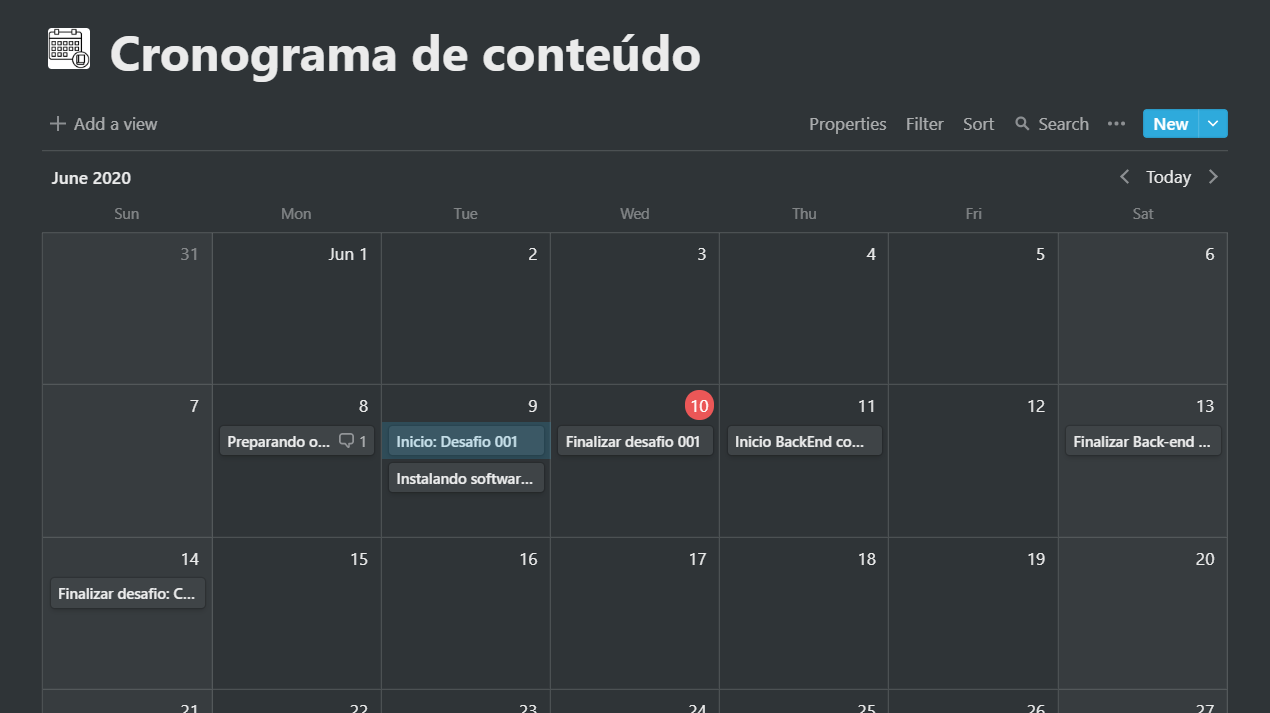 Cronograma de conteúdo
Add a view
Properties Filter Sort Search ••• New
June 2020
Today
Sun Mon Tue Wed Thu Fri Sat
31 Jun 1 2 3 4 5 6
7 8 9 10 11 12 13
Preparando o... 1 Inicio: Desafio 001 Finalizar desafio 001 Inicio BackEnd co... Finalizar Back-end ...
Instalando softwar...
14 15 16 17 18 19 20
Finalizar desafio: C...
21 22 23 24 25 26 27